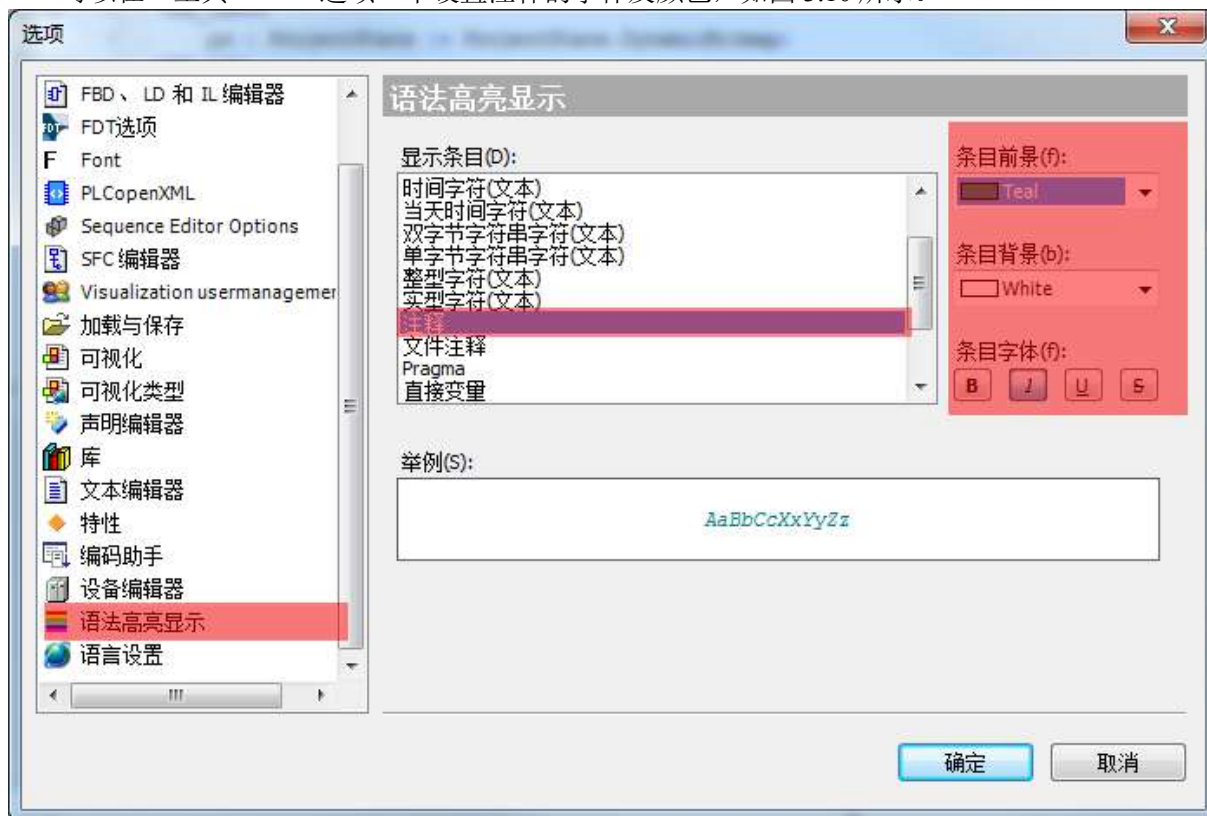 选项
FBD、LD 和 IL 编辑器
FDT选项
Font
PLCopenXML
Sequence Editor Options
SFC 编辑器
Visualization usermanagemer
加载与保存
可视化
可视化类型
声明编辑器
库
文本编辑器
特性
编码助手
设备编辑器
语法高亮显示
语言设置
语法高亮显示
显示条目(D):
时间字符(文本)
当天时间字符(文本)
双字节字符串字符(文本)
单字节字符串字符(文本)
整型字符(文本)
实型字符(文本)
注释
文件注释
Pragma
直接变量
条目前景(f):
Teal
条目背景(b):
White
条目字体(f):
B I U S
举例(S):
AaBbCcXxYyZz
确定 取消